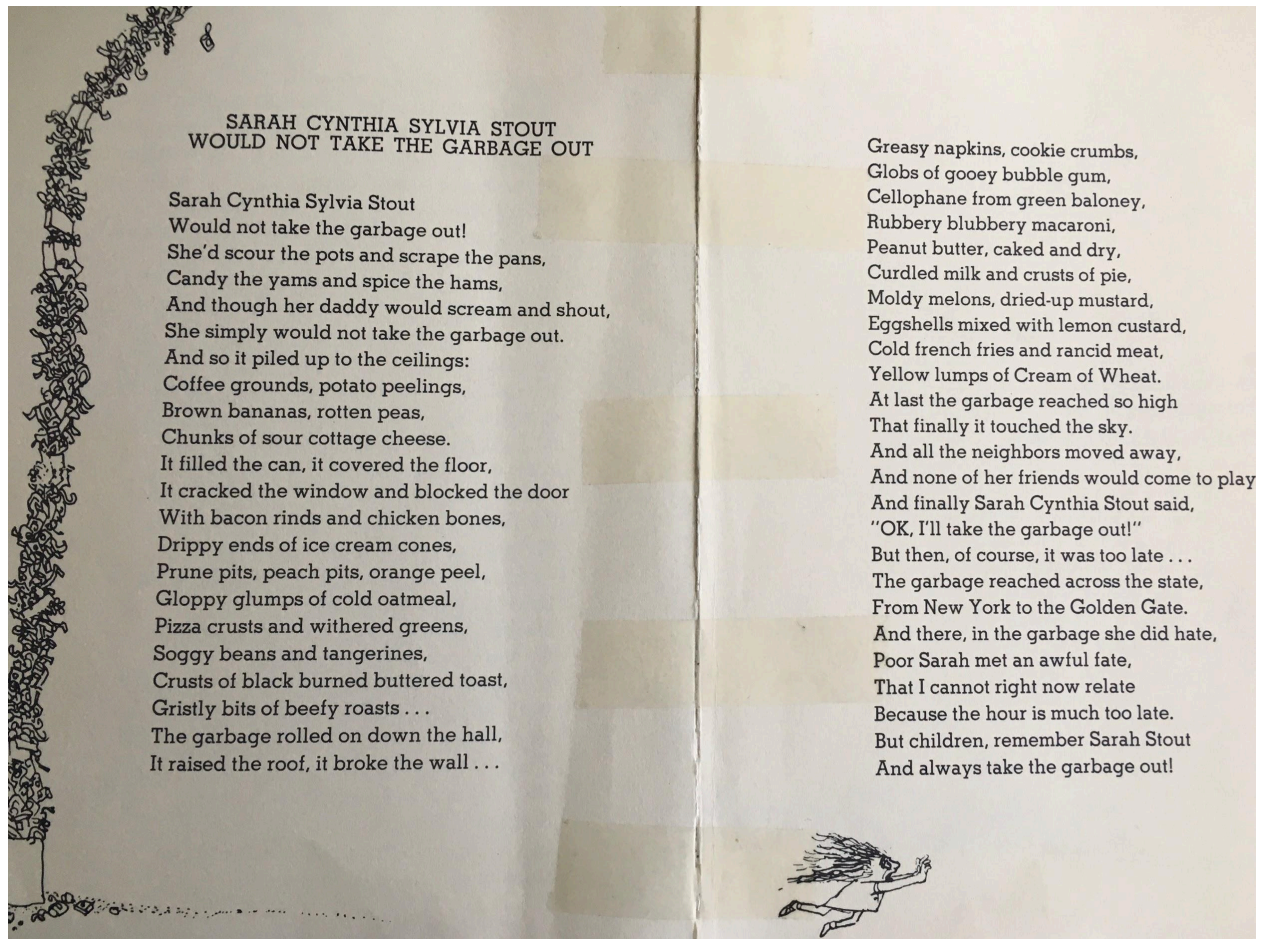 SARAH CYNTHIA SYLVIA STOUT
WOULD NOT TAKE THE GARBAGE OUT
Sarah Cynthia Sylvia Stout
Would not take the garbage out!
She'd scour the pots and scrape the pans,
Candy the yams and spice the hams,
And though her daddy would scream and shout,
She simply would not take the garbage out.
And so it piled up to the ceilings:
Coffee grounds, potato peelings,
Brown bananas, rotten peas,
Chunks of sour cottage cheese.
It filled the can, it covered the floor,
It cracked the window and blocked the door
With bacon rinds and chicken bones,
Drippy ends of ice cream cones,
Prune pits, peach pits, orange peel,
Gloppy glumps of cold oatmeal,
Pizza crusts and withered greens,
Soggy beans and tangerines,
Crusts of black burned buttered toast,
Gristly bits of beefy roasts . . .
The garbage rolled on down the hall,
It raised the roof, it broke the wall . . .
Greasy napkins, cookie crumbs,
Globs of gooey bubble gum,
Cellophane from green baloney,
Rubbery blubbery macaroni,
Peanut butter, caked and dry,
Curdled milk and crusts of pie,
Moldy melons, dried-up mustard,
Eggshells mixed with lemon custard,
Cold french fries and rancid meat,
Yellow lumps of Cream of Wheat.
At last the garbage reached so high
That finally it touched the sky.
And all the neighbors moved away,
And none of her friends would come to play
And finally Sarah Cynthia Stout said,
"OK, I'll take the garbage out!"
But then, of course, it was too late . . .
The garbage reached across the state,
From New York to the Golden Gate.
And there, in the garbage she did hate,
Poor Sarah met an awful fate,
That I cannot right now relate
Because the hour is much too late.
But children, remember Sarah Stout
And always take the garbage out!